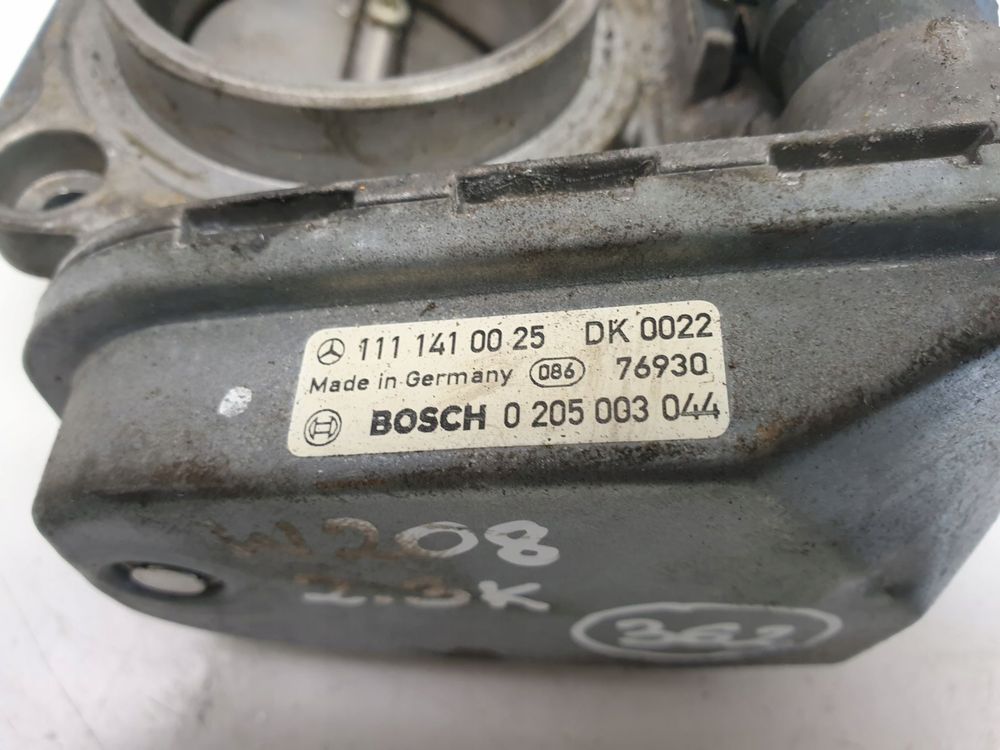 111 141 00 25 DK 0022
Made in Germany 086 76930
BOSCH 0 205 003 044
W208
2.3K
363